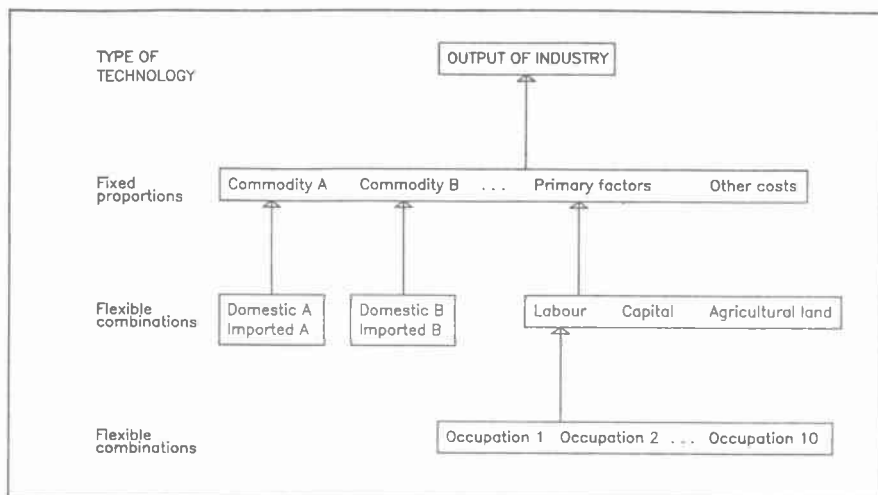 TYPE OF
TECHNOLOGY
OUTPUT OF INDUSTRY
Fixed
proportions
Commodity A Commodity B ... Primary factors Other costs
Flexible
combinations
Domestic A
Imported A
Domestic B
Imported B
Labour Capital Agricultural land
Flexible
combinations
Occupation 1 Occupation 2 ... Occupation 10